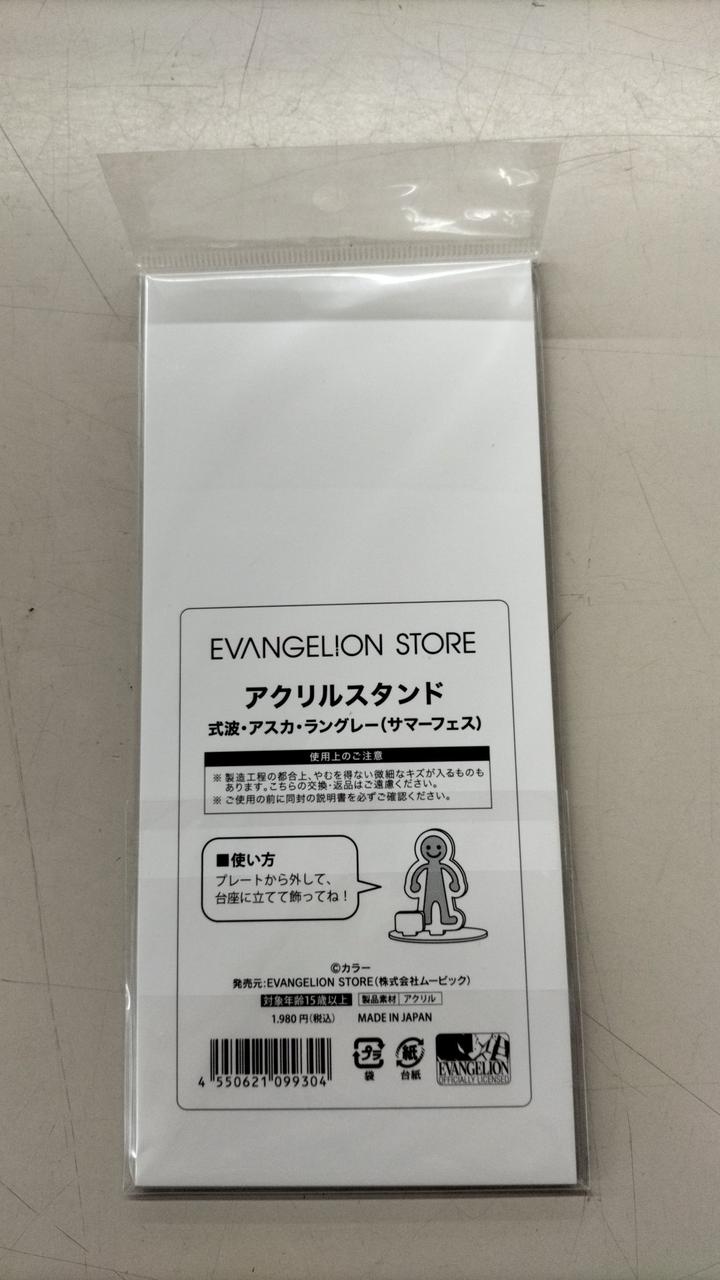 EVANGELION STORE
アクリルスタンド
式波・アスカ・ラングレー(サマーフェス)
使用上のご注意
※ 製造工程の都合上、やむを得ない微細なキズが入るものも
あります。こちらの交換・返品はご遠慮ください。
※ ご使用の前に同封の説明書を必ずご確認ください。
■使い方
プレートから外して、
台座に立てて飾ってね！
©カラー
発売元:EVANGELION STORE(株式会社ムービック)
対象年齢15歳以上 製品素材 アクリル
1,980円(税込) MADE IN JAPAN
4 550621 099304
プラ 紙
袋 台紙
EVANGELION
OFFICIALLY LICENSED